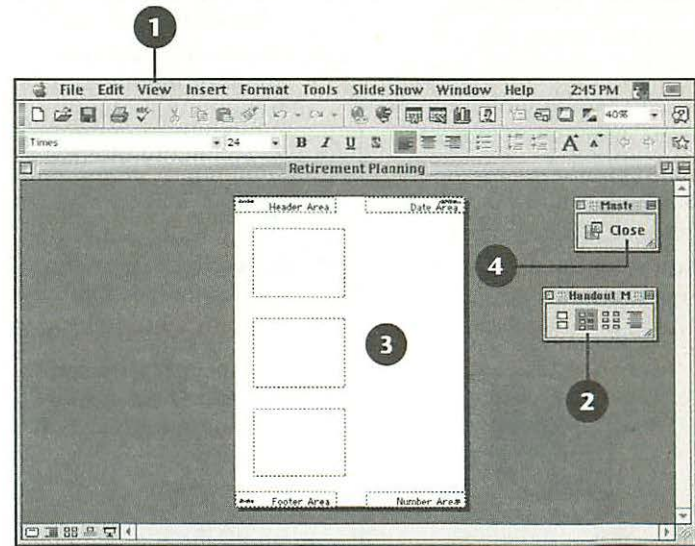 1
File Edit View Insert Format Tools Slide Show Window Help 2:45 PM
ABC 40%
Times 24 B I U S A A
Retirement Planning
Header Area Date Area
Maste
Close
4
Handout M
3
2
Footer Area Number Area